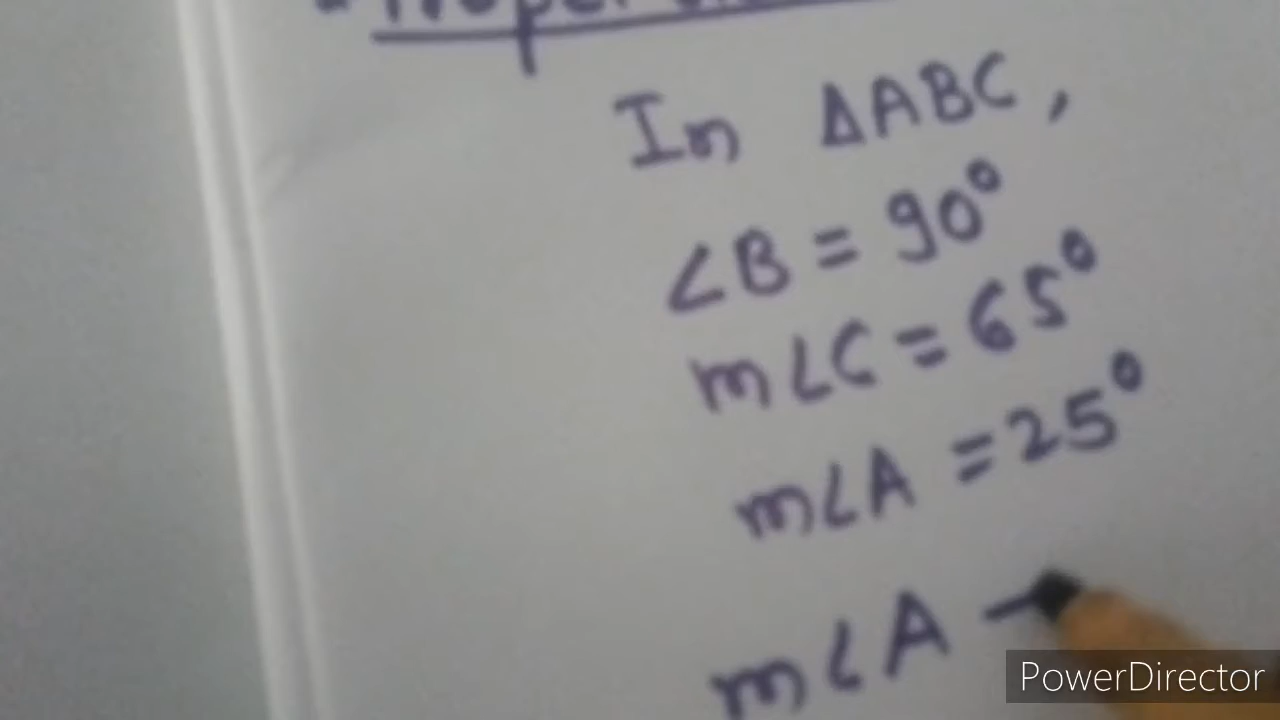 In ΔABC,
∠B = 90°
m∠C = 65°
m∠A = 25°
m∠A −
PowerDirector